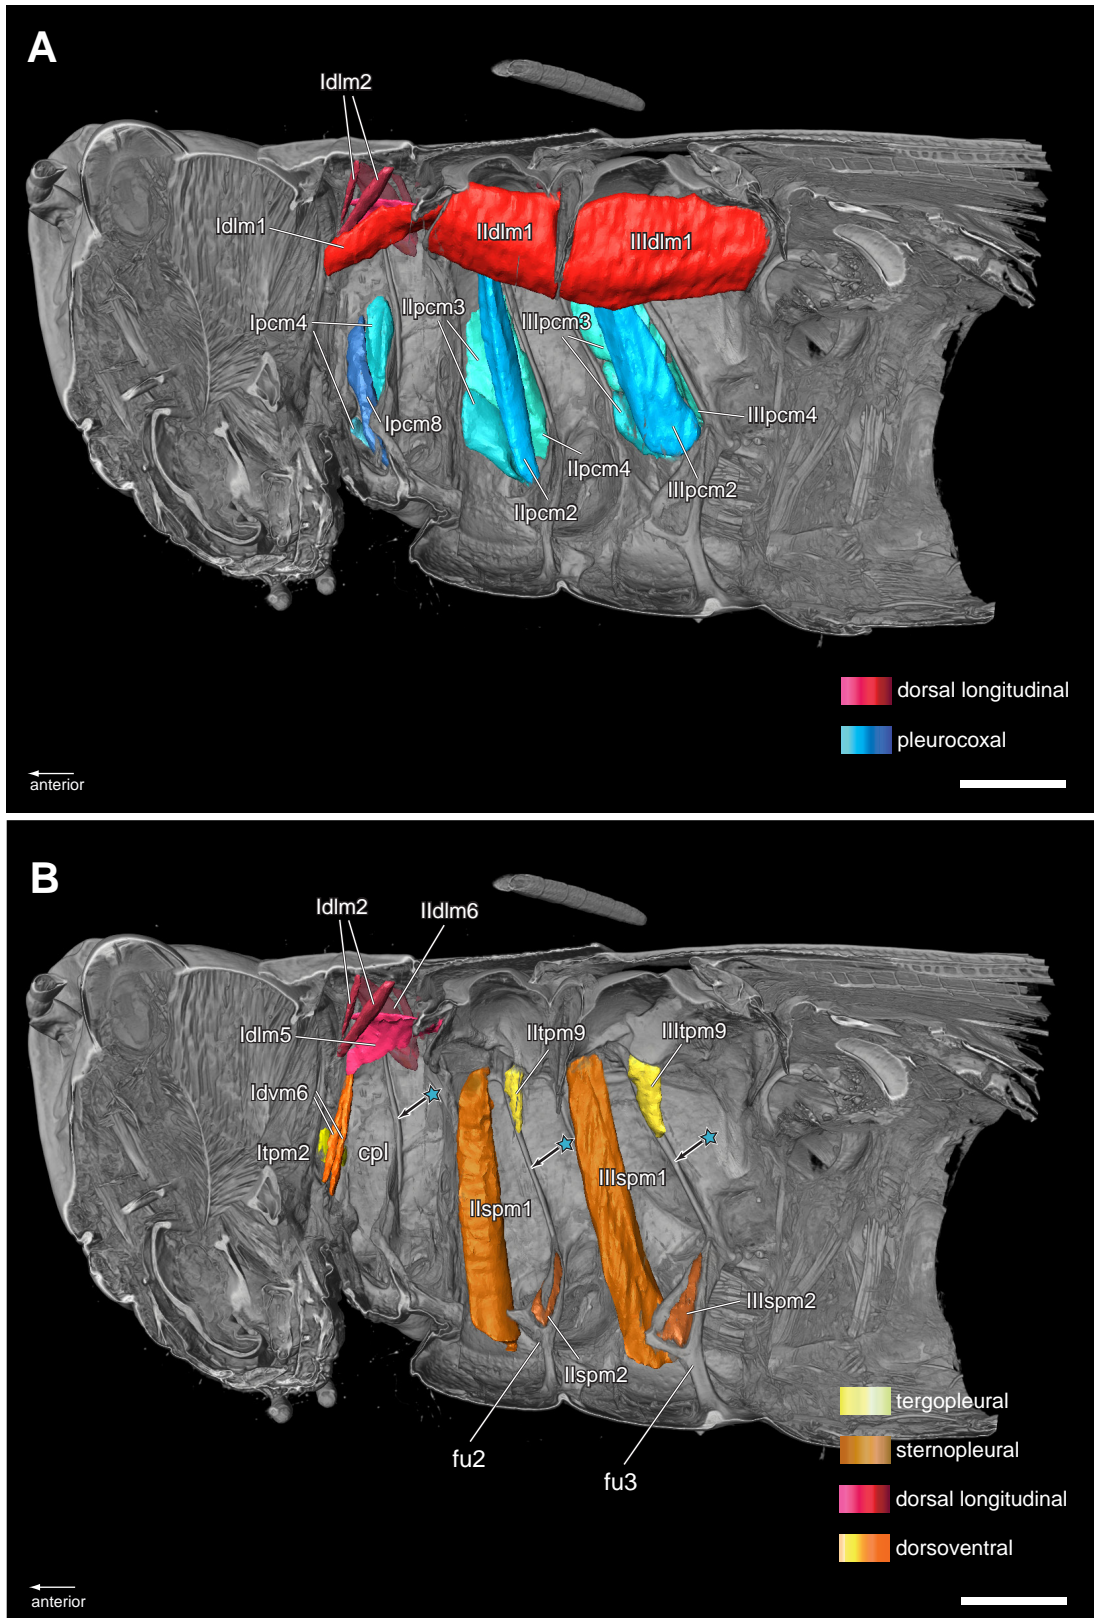 A
Idlm2
Idlm1
IIdlm1
IIIdlm1
Ipcm4
IIpcm3
IIIpcm3
Ipcm8
IIIpcm4
IIpcm4
IIIpcm2
IIpcm2
dorsal longitudinal
pleurocoxal
anterior
B
Idlm2
IIdlm6
Idlm5
IItpm9
IIItpm9
Idvm6
Itpm2
cpl
IIspm1
IIIspm1
IIIspm2
IIspm2
fu2
fu3
tergopleural
sternopleural
dorsal longitudinal
dorsoventral
anterior